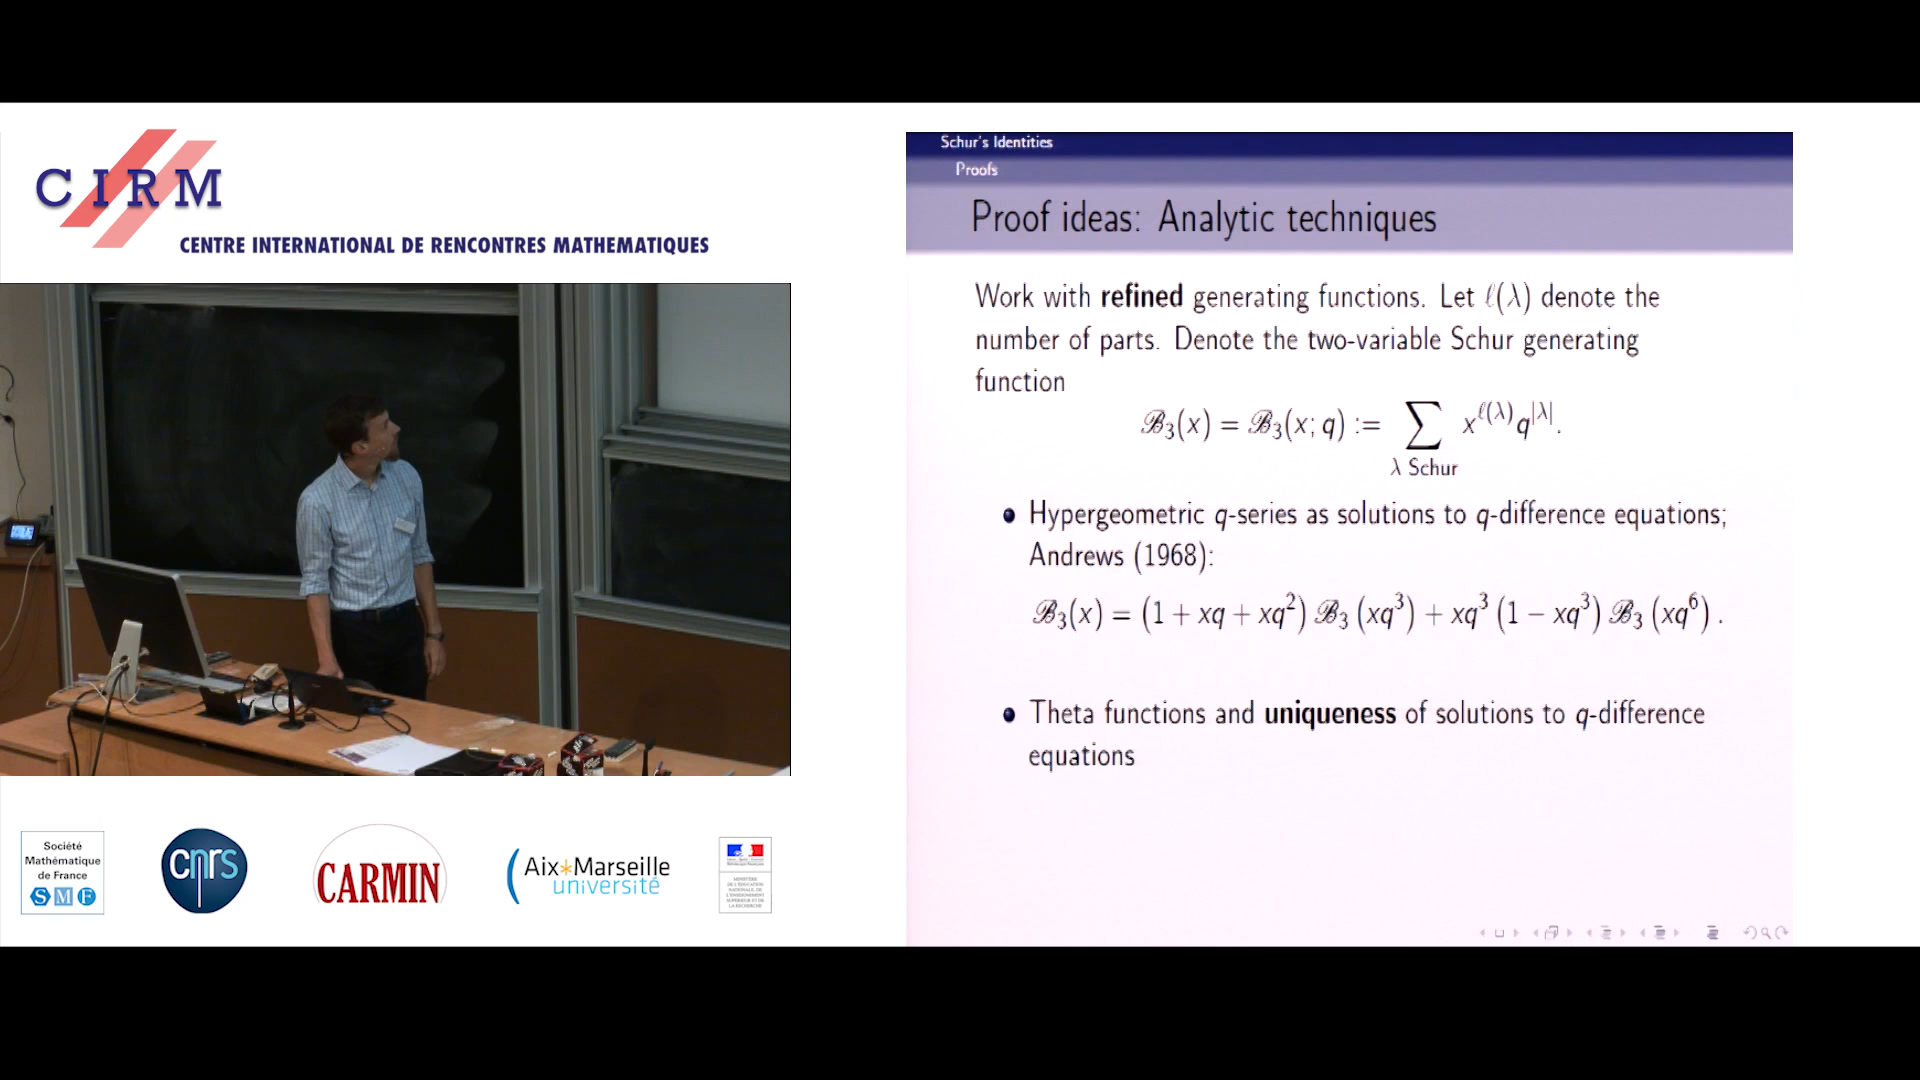 CIRM
CENTRE INTERNATIONAL DE RENCONTRES MATHEMATIQUES
Société
Mathématique
de France
SMF
cnrs
CARMIN
Aix*Marseille
université
Schur's Identities
Proofs
Proof ideas: Analytic techniques
Work with refined generating functions. Let ℓ(λ) denote the
number of parts. Denote the two-variable Schur generating
function
ℬ₃(x) = ℬ₃(x; q) := ∑ x^{ℓ(λ)} q^{|λ|}.
λ Schur
Hypergeometric q-series as solutions to q-difference equations;
Andrews (1968):
ℬ₃(x) = (1 + xq + xq²) ℬ₃ (xq³) + xq³ (1 − xq³) ℬ₃ (xq⁶) .
Theta functions and uniqueness of solutions to q-difference
equations